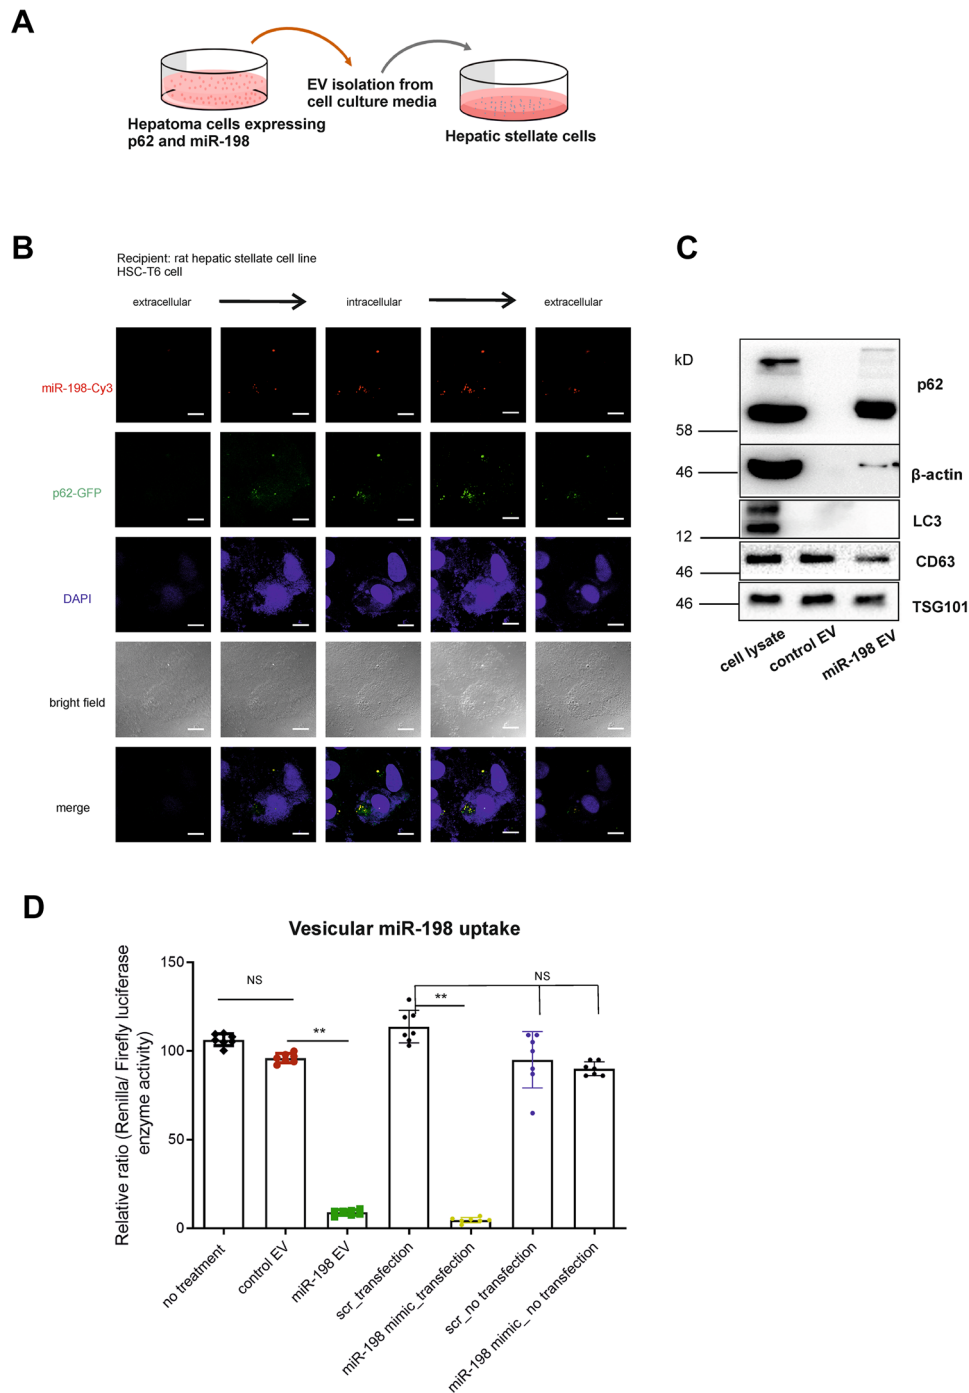 A
EV isolation from
cell culture media
Hepatoma cells expressing
p62 and miR-198
Hepatic stellate cells
B
Recipient: rat hepatic stellate cell line
HSC-T6 cell
extracellular
intracellular
extracellular
miR-198-Cy3
p62-GFP
DAPI
bright field
merge
C
kD
p62
58
46
β-actin
LC3
12
CD63
46
46
TSG101
cell lysate
control EV
miR-198 EV
D
Vesicular miR-198 uptake
Relative ratio (Renilla/ Firefly luciferase
enzyme activity)
150
100
50
0
NS
**
**
NS
no treatment
control EV
miR-198 EV
scr_transfection
miR-198 mimic_transfection
scr_no transfection
miR-198 mimic_ no transfection